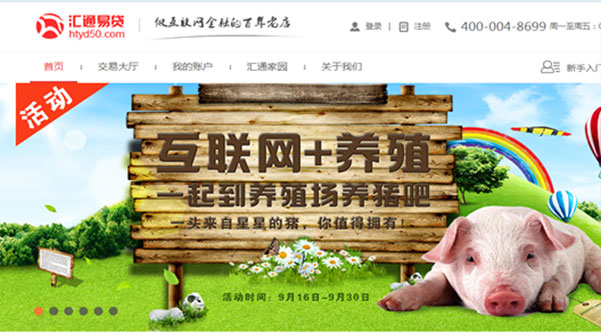 汇通易贷
htyd50.com
做互联网金融的百年老店
登录 | 注册
400-004-8699 周一至周五：
首页
交易大厅
我的账户
汇通家园
关于我们
新手入门
活动
互联网+养殖
一起到养殖场养猪吧
一头来自星星的猪，你值得拥有！
活动时间：9月16日-9月30日